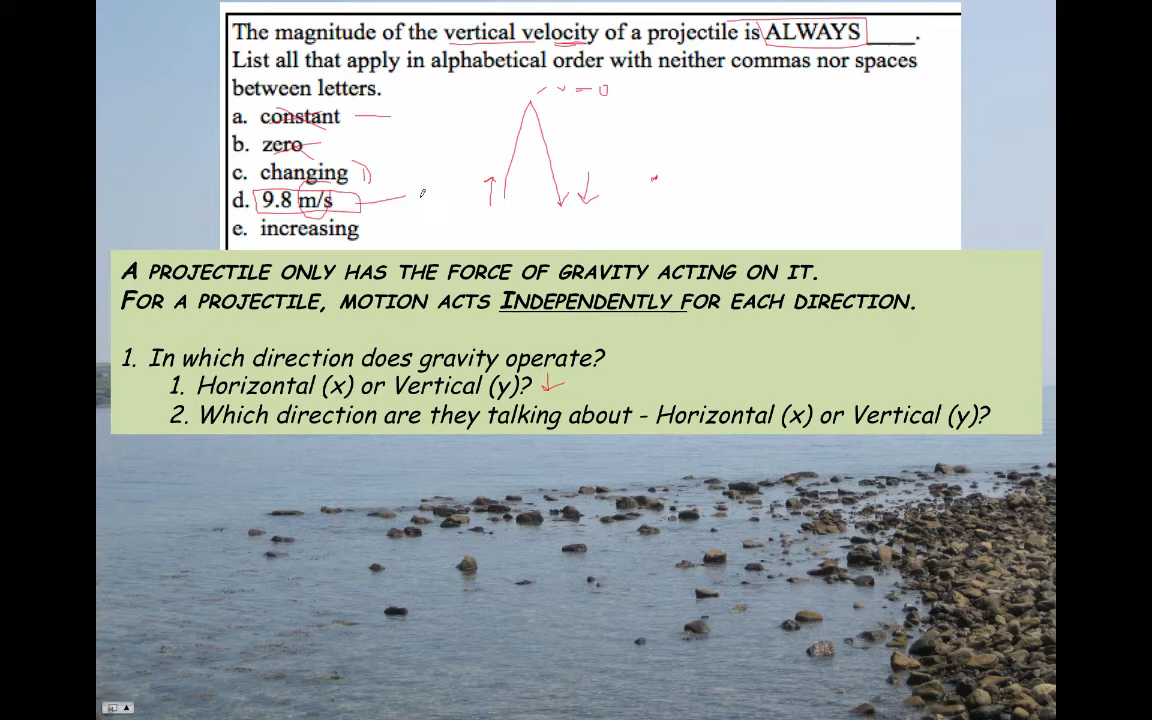 The magnitude of the vertical velocity of a projectile is ALWAYS ____.
List all that apply in alphabetical order with neither commas nor spaces
between letters.
v = 0
a. constant
b. zero
c. changing
d. 9.8 m/s
e. increasing
A PROJECTILE ONLY HAS THE FORCE OF GRAVITY ACTING ON IT.
FOR A PROJECTILE, MOTION ACTS INDEPENDENTLY FOR EACH DIRECTION.
1. In which direction does gravity operate?
1. Horizontal (x) or Vertical (y)?
2. Which direction are they talking about - Horizontal (x) or Vertical (y)?